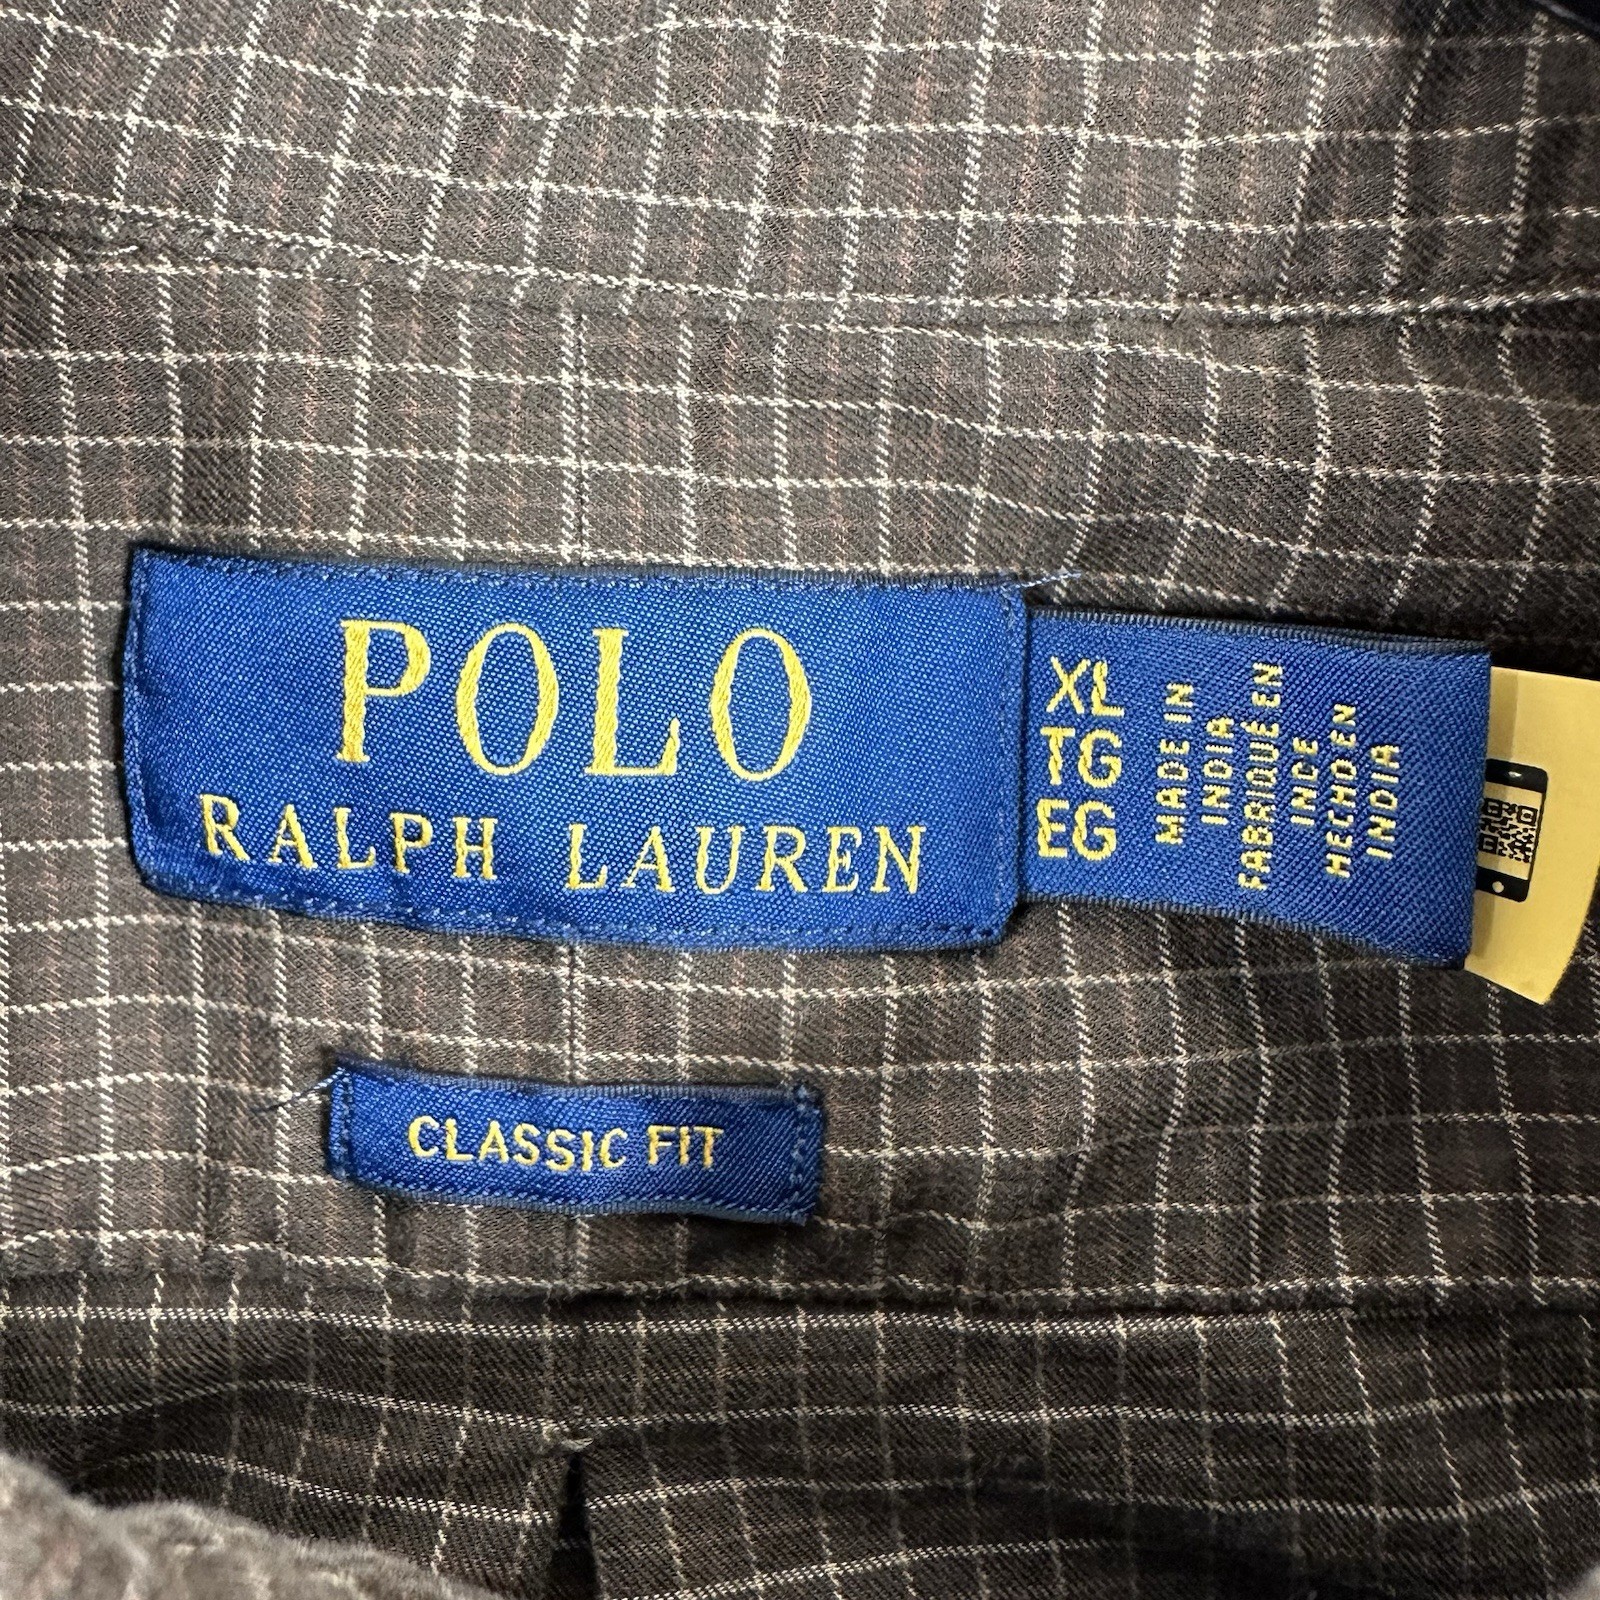 POLO
RALPH LAUREN
XL
TG
EG
MADE IN
INDIA
FABRIQUÉ EN
INDE
HECHO EN
INDIA
CLASSIC FIT